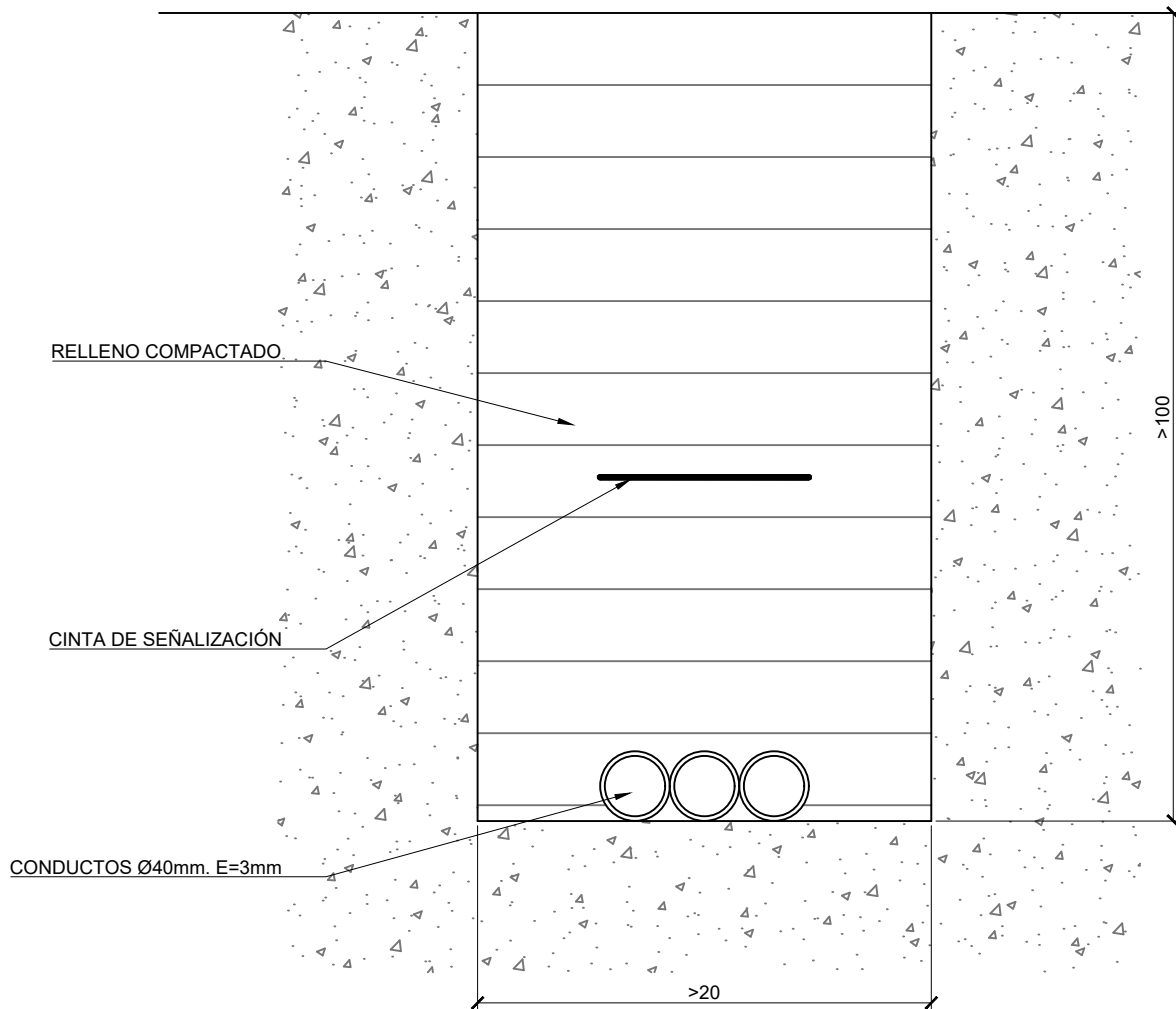 RELLENO COMPACTADO
>100
CINTA DE SEÑALIZACIÓN
CONDUCTOS Ø40mm. E=3mm
>20